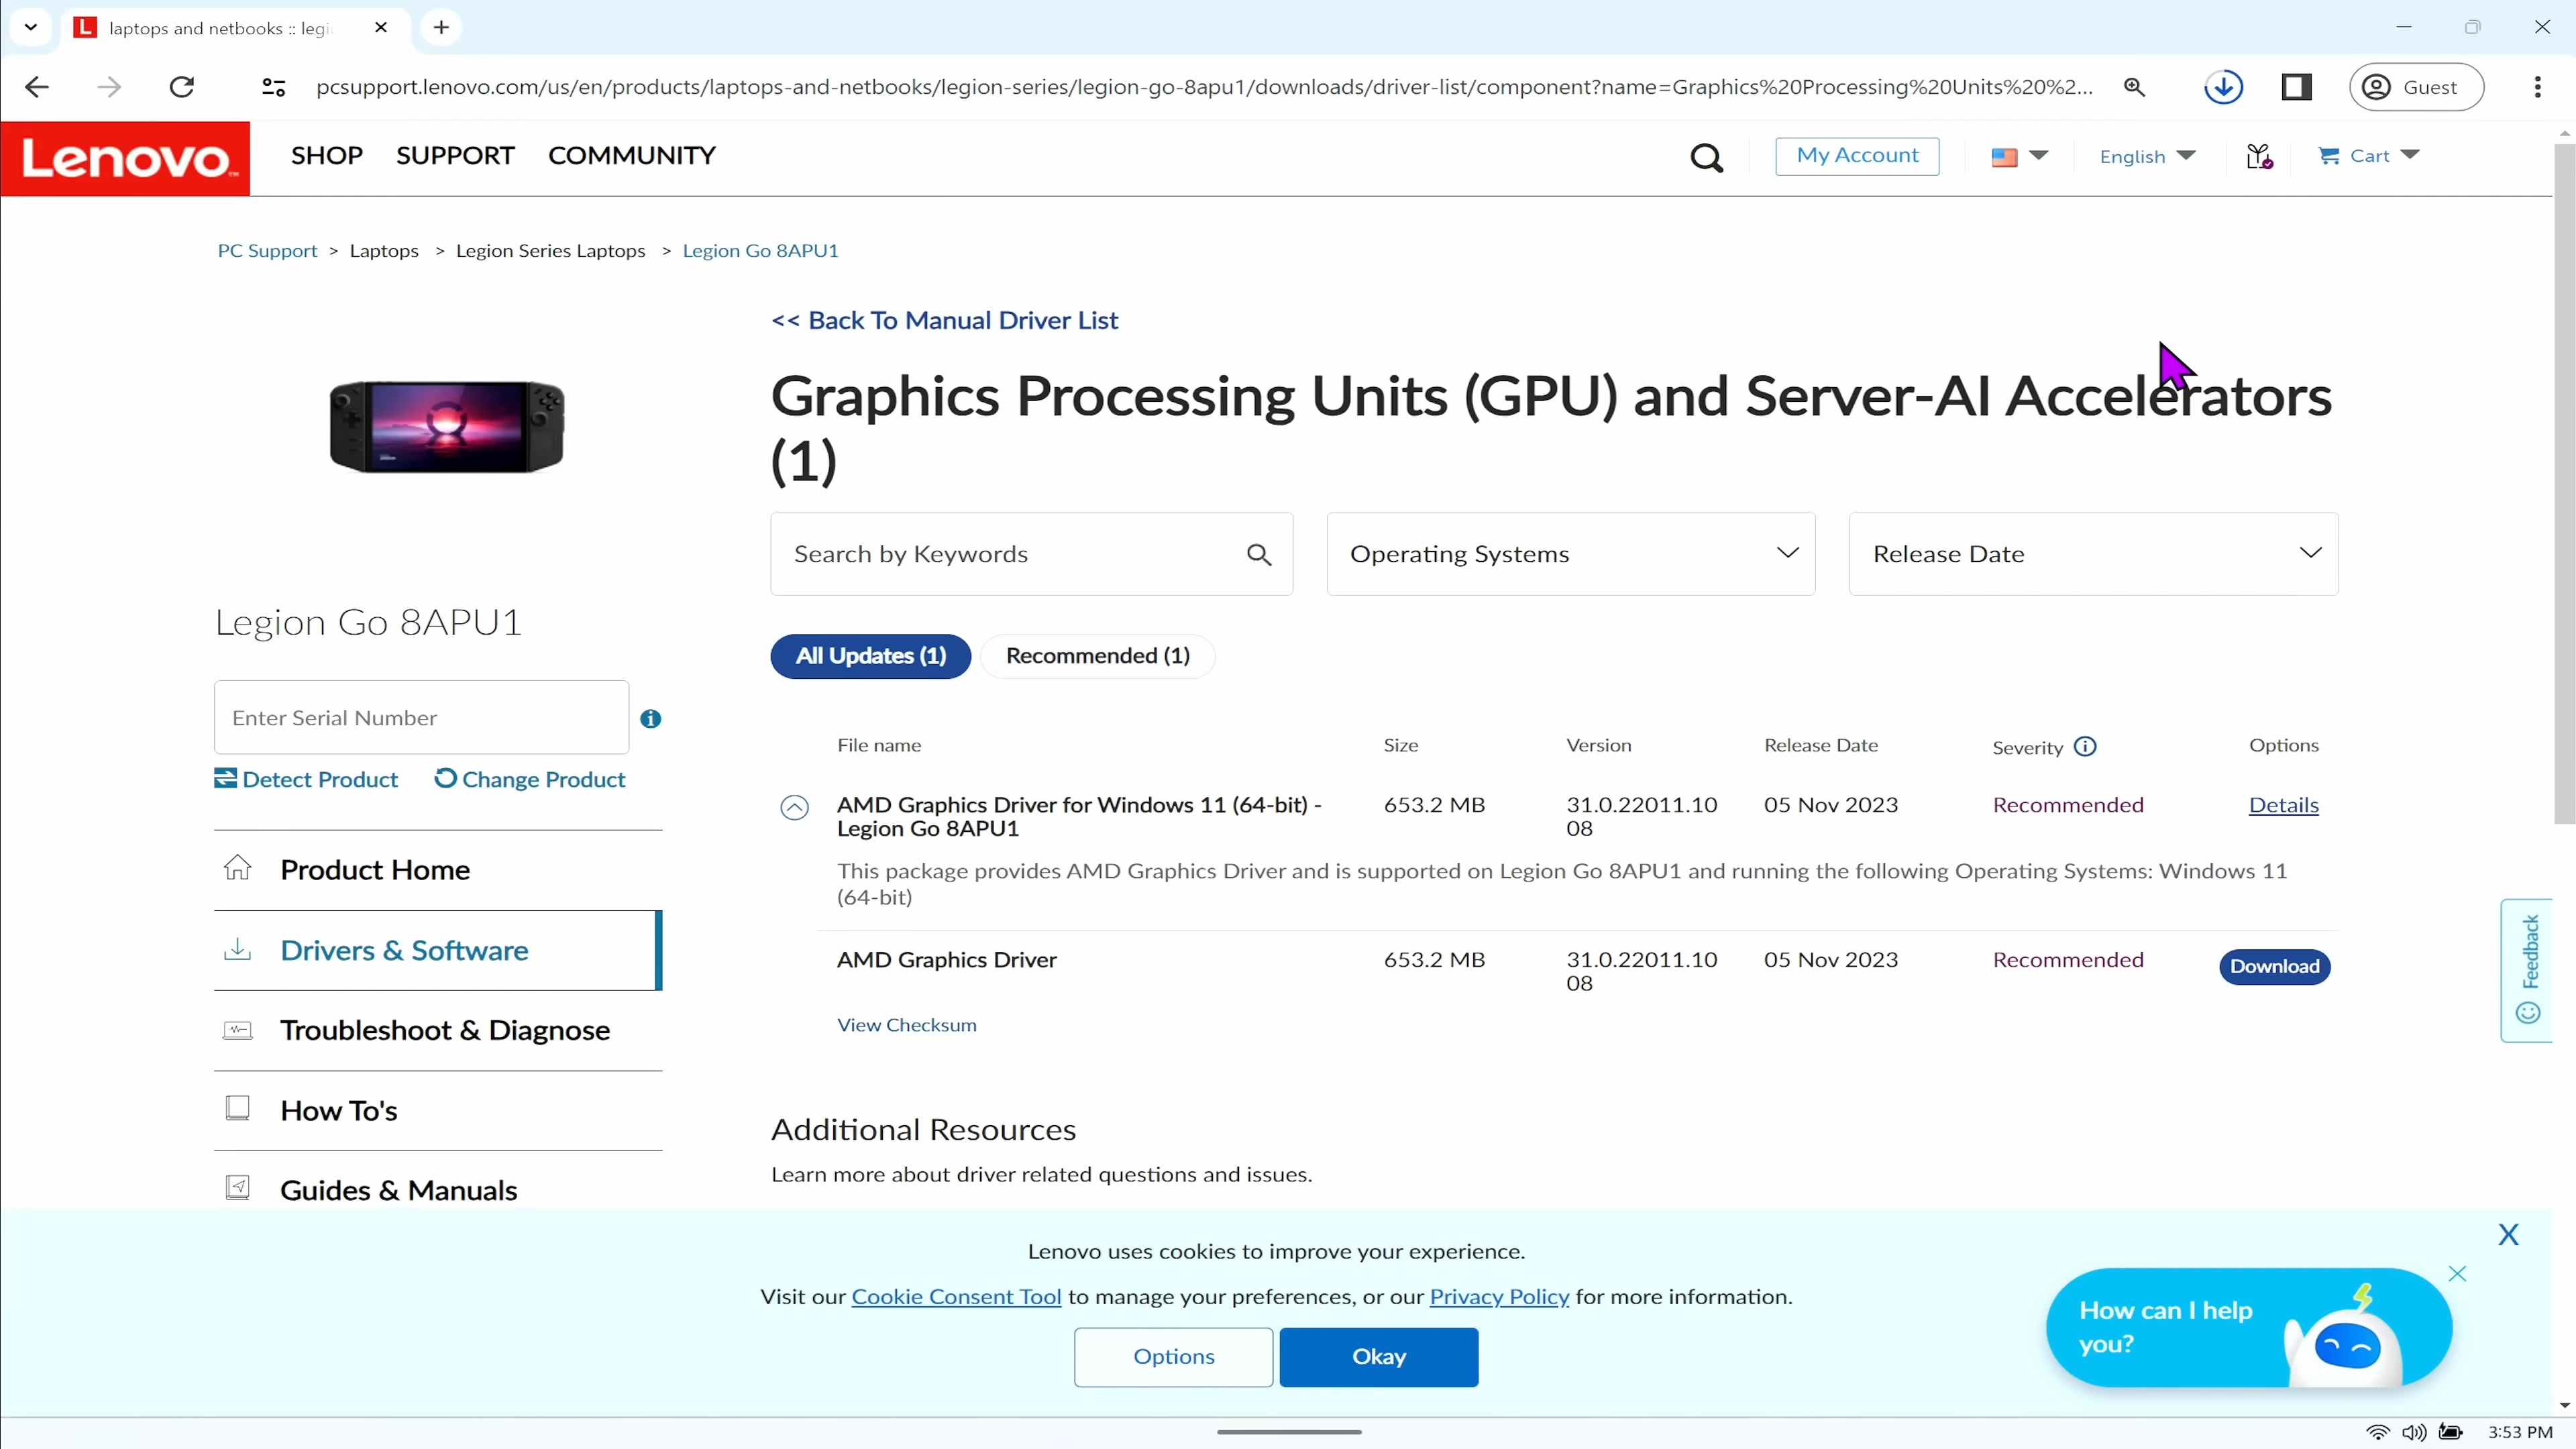 laptops and netbooks :: legi
pcsupport.lenovo.com/us/en/products/laptops-and-netbooks/legion-series/legion-go-8apu1/downloads/driver-list/component?name=Graphics%20Processing%20Units%20%2...
Guest
Lenovo™
SHOP SUPPORT COMMUNITY
My Account
English
Cart
PC Support > Laptops > Legion Series Laptops > Legion Go 8APU1
<< Back To Manual Driver List
Graphics Processing Units (GPU) and Server-AI Accelerators
(1)
Search by Keywords
Operating Systems
Release Date
Legion Go 8APU1
All Updates (1)
Recommended (1)
Enter Serial Number
Detect Product
Change Product
File name Size Version Release Date Severity Options
AMD Graphics Driver for Windows 11 (64-bit) - 653.2 MB 31.0.22011.10 05 Nov 2023 Recommended Details
Legion Go 8APU1 08
This package provides AMD Graphics Driver and is supported on Legion Go 8APU1 and running the following Operating Systems: Windows 11
(64-bit)
AMD Graphics Driver 653.2 MB 31.0.22011.10 05 Nov 2023 Recommended Download
08
View Checksum
Product Home
Drivers & Software
Troubleshoot & Diagnose
How To's
Guides & Manuals
Feedback
Additional Resources
Learn more about driver related questions and issues.
Lenovo uses cookies to improve your experience.
X
Visit our Cookie Consent Tool to manage your preferences, or our Privacy Policy for more information.
Options
Okay
How can I help
you?
3:53 PM